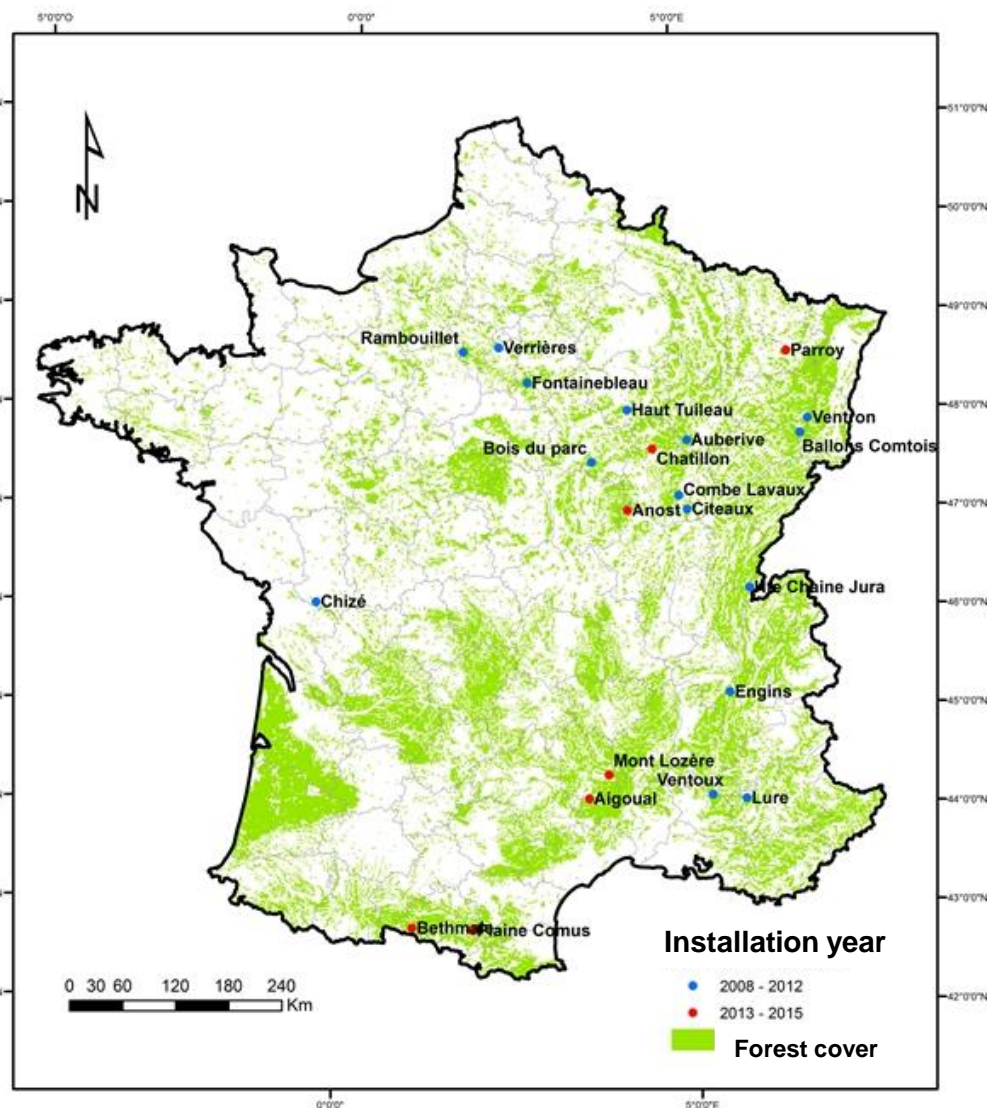 5°0'0"O 0°0'0" 5°0'0"E
N
51°0'0"N
50°0'0"N
49°0'0"N
Rambouillet
Verrières
Parroy
Fontainebleau
48°0'0"N
Haut Tuileau
Ventron
Auberive
Ballons Comtois
Bois du parc
Chatillon
Combe Lavaux
47°0'0"N
Anost
Citeaux
Hte Chaine Jura
Chizé
46°0'0"N
Engins
45°0'0"N
Mont Lozère
Ventoux
Aigoual
Lure
44°0'0"N
43°0'0"N
Plaine Comus
Installation year
0 30 60 120 180 240
Km
2008 - 2012
42°0'0"N
2013 - 2015
Forest cover
0°0'0" 5°0'0"E